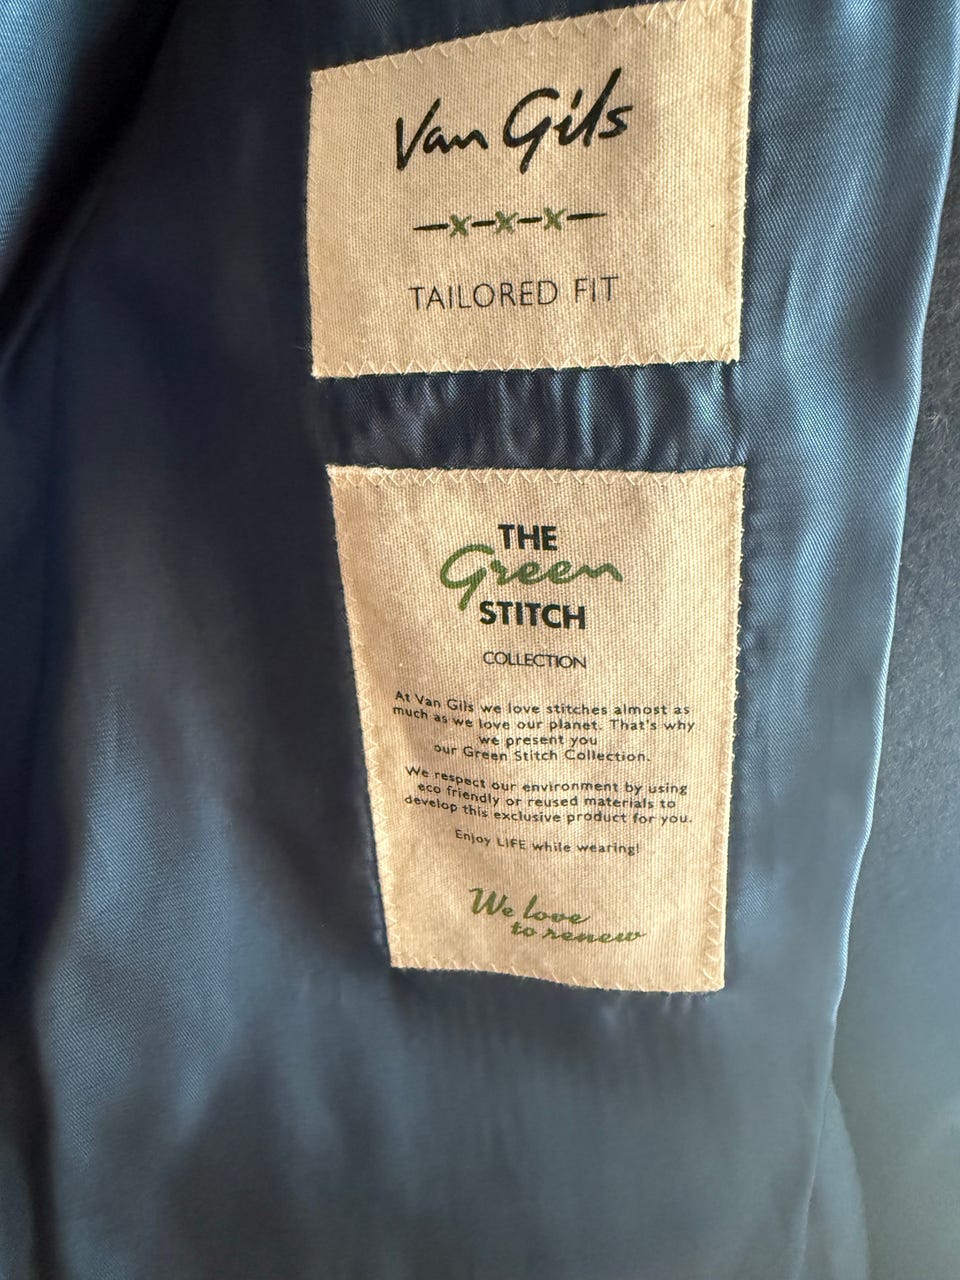 Van Gils
—x—x—x—
TAILORED FIT
THE
Green
STITCH
COLLECTION
At Van Gils we love stitches almost as
much as we love our planet. That's why
we present you
our Green Stitch Collection.
We respect our environment by using
eco friendly or reused materials to
develop this exclusive product for you.
Enjoy LIFE while wearing!
We love
to renew